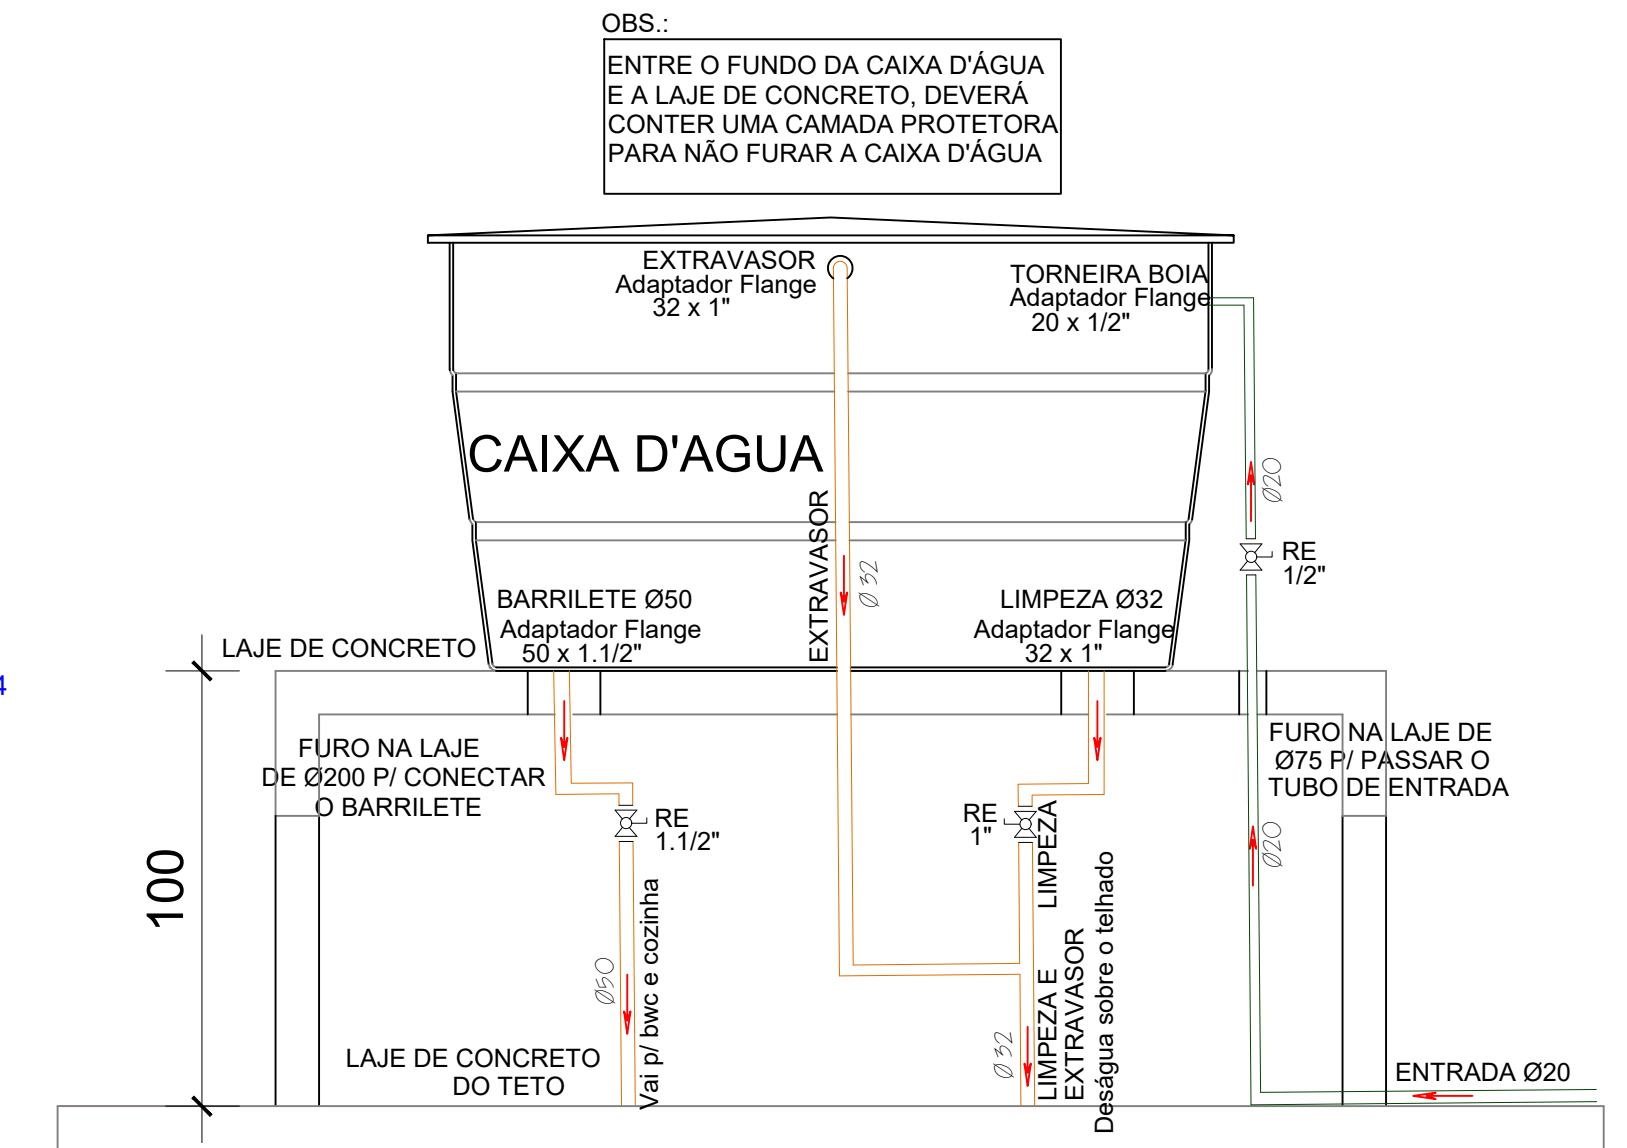 OBS.:
ENTRE O FUNDO DA CAIXA D'ÁGUA
E A LAJE DE CONCRETO, DEVERÁ
CONTER UMA CAMADA PROTETORA
PARA NÃO FURAR A CAIXA D'ÁGUA
EXTRAVASOR
Adaptador Flange
32 x 1"
TORNEIRA BOIA
Adaptador Flange
20 x 1/2"
CAIXA D'AGUA
EXTRAVASOR
Ø 32
Ø20
RE
1/2"
BARRILETE Ø50
Adaptador Flange
50 x 1.1/2"
LIMPEZA Ø32
Adaptador Flange
32 x 1"
LAJE DE CONCRETO
4
FURO NA LAJE
DE Ø200 P/ CONECTAR
O BARRILETE
FURO NA LAJE DE
Ø75 P/ PASSAR O
TUBO DE ENTRADA
RE
1.1/2"
RE
1"
LIMPEZA
Ø20
100
Ø50
Vai p/ bwc e cozinha
Ø 32
LIMPEZA E
EXTRAVASOR
Deságua sobre o telhado
LAJE DE CONCRETO
DO TETO
ENTRADA Ø20